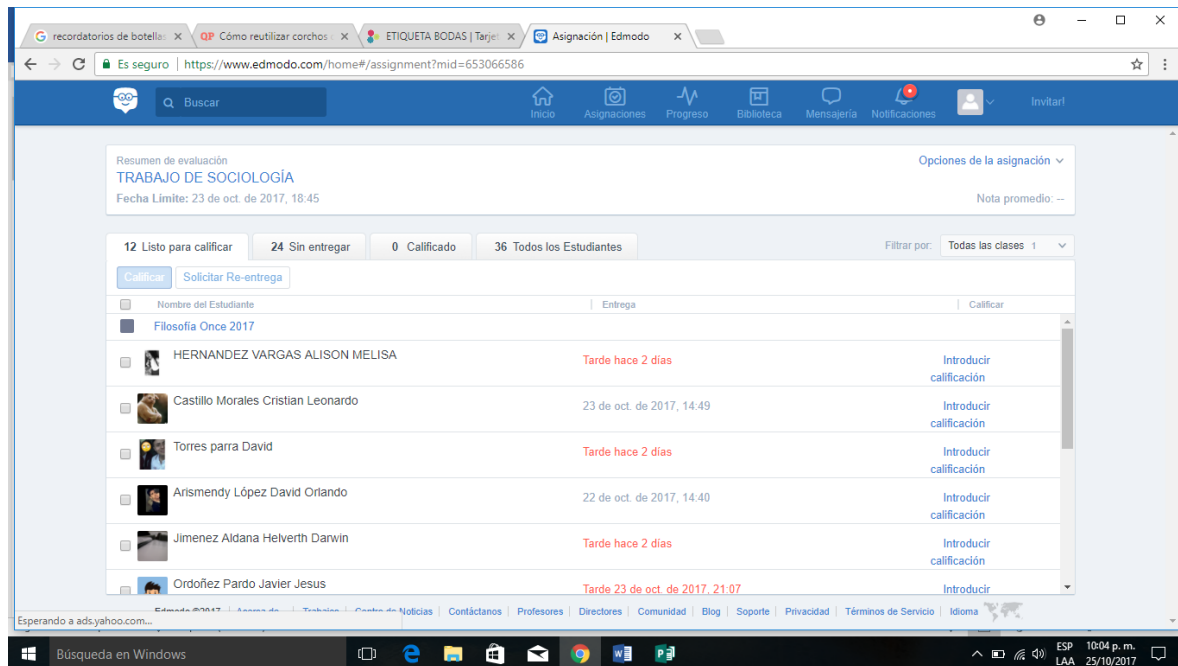 recordatorios de botella
QP Cómo reutilizar corchos
ETIQUETA BODAS | Tarjet
Asignación | Edmodo
Es seguro | https://www.edmodo.com/home#/assignment?mid=653066586
Buscar
Inicio
Asignaciones
Progreso
Biblioteca
Mensajería
Notificaciones
Invitar!
Resumen de evaluación
Opciones de la asignación
TRABAJO DE SOCIOLOGÍA
Fecha Límite: 23 de oct. de 2017, 18:45
Nota promedio: --
12 Listo para calificar
24 Sin entregar
0 Calificado
36 Todos los Estudiantes
Filtrar por: Todas las clases 1
Calificar
Solicitar Re-entrega
Nombre del Estudiante
Entrega
Calificar
Filosofía Once 2017
HERNANDEZ VARGAS ALISON MELISA
Tarde hace 2 días
Introducir
calificación
Castillo Morales Cristian Leonardo
23 de oct. de 2017, 14:49
Introducir
calificación
Torres parra David
Tarde hace 2 días
Introducir
calificación
Arismendy López David Orlando
22 de oct. de 2017, 14:40
Introducir
calificación
Jimenez Aldana Helverth Darwin
Tarde hace 2 días
Introducir
calificación
Ordoñez Pardo Javier Jesus
Tarde 23 de oct. de 2017, 21:07
Introducir
Noticias | Contáctanos | Profesores | Directores | Comunidad | Blog | Soporte | Privacidad | Términos de Servicio | Idioma
Esperando a ads.yahoo.com...
Búsqueda en Windows
ESP
LAA
10:04 p. m.
25/10/2017